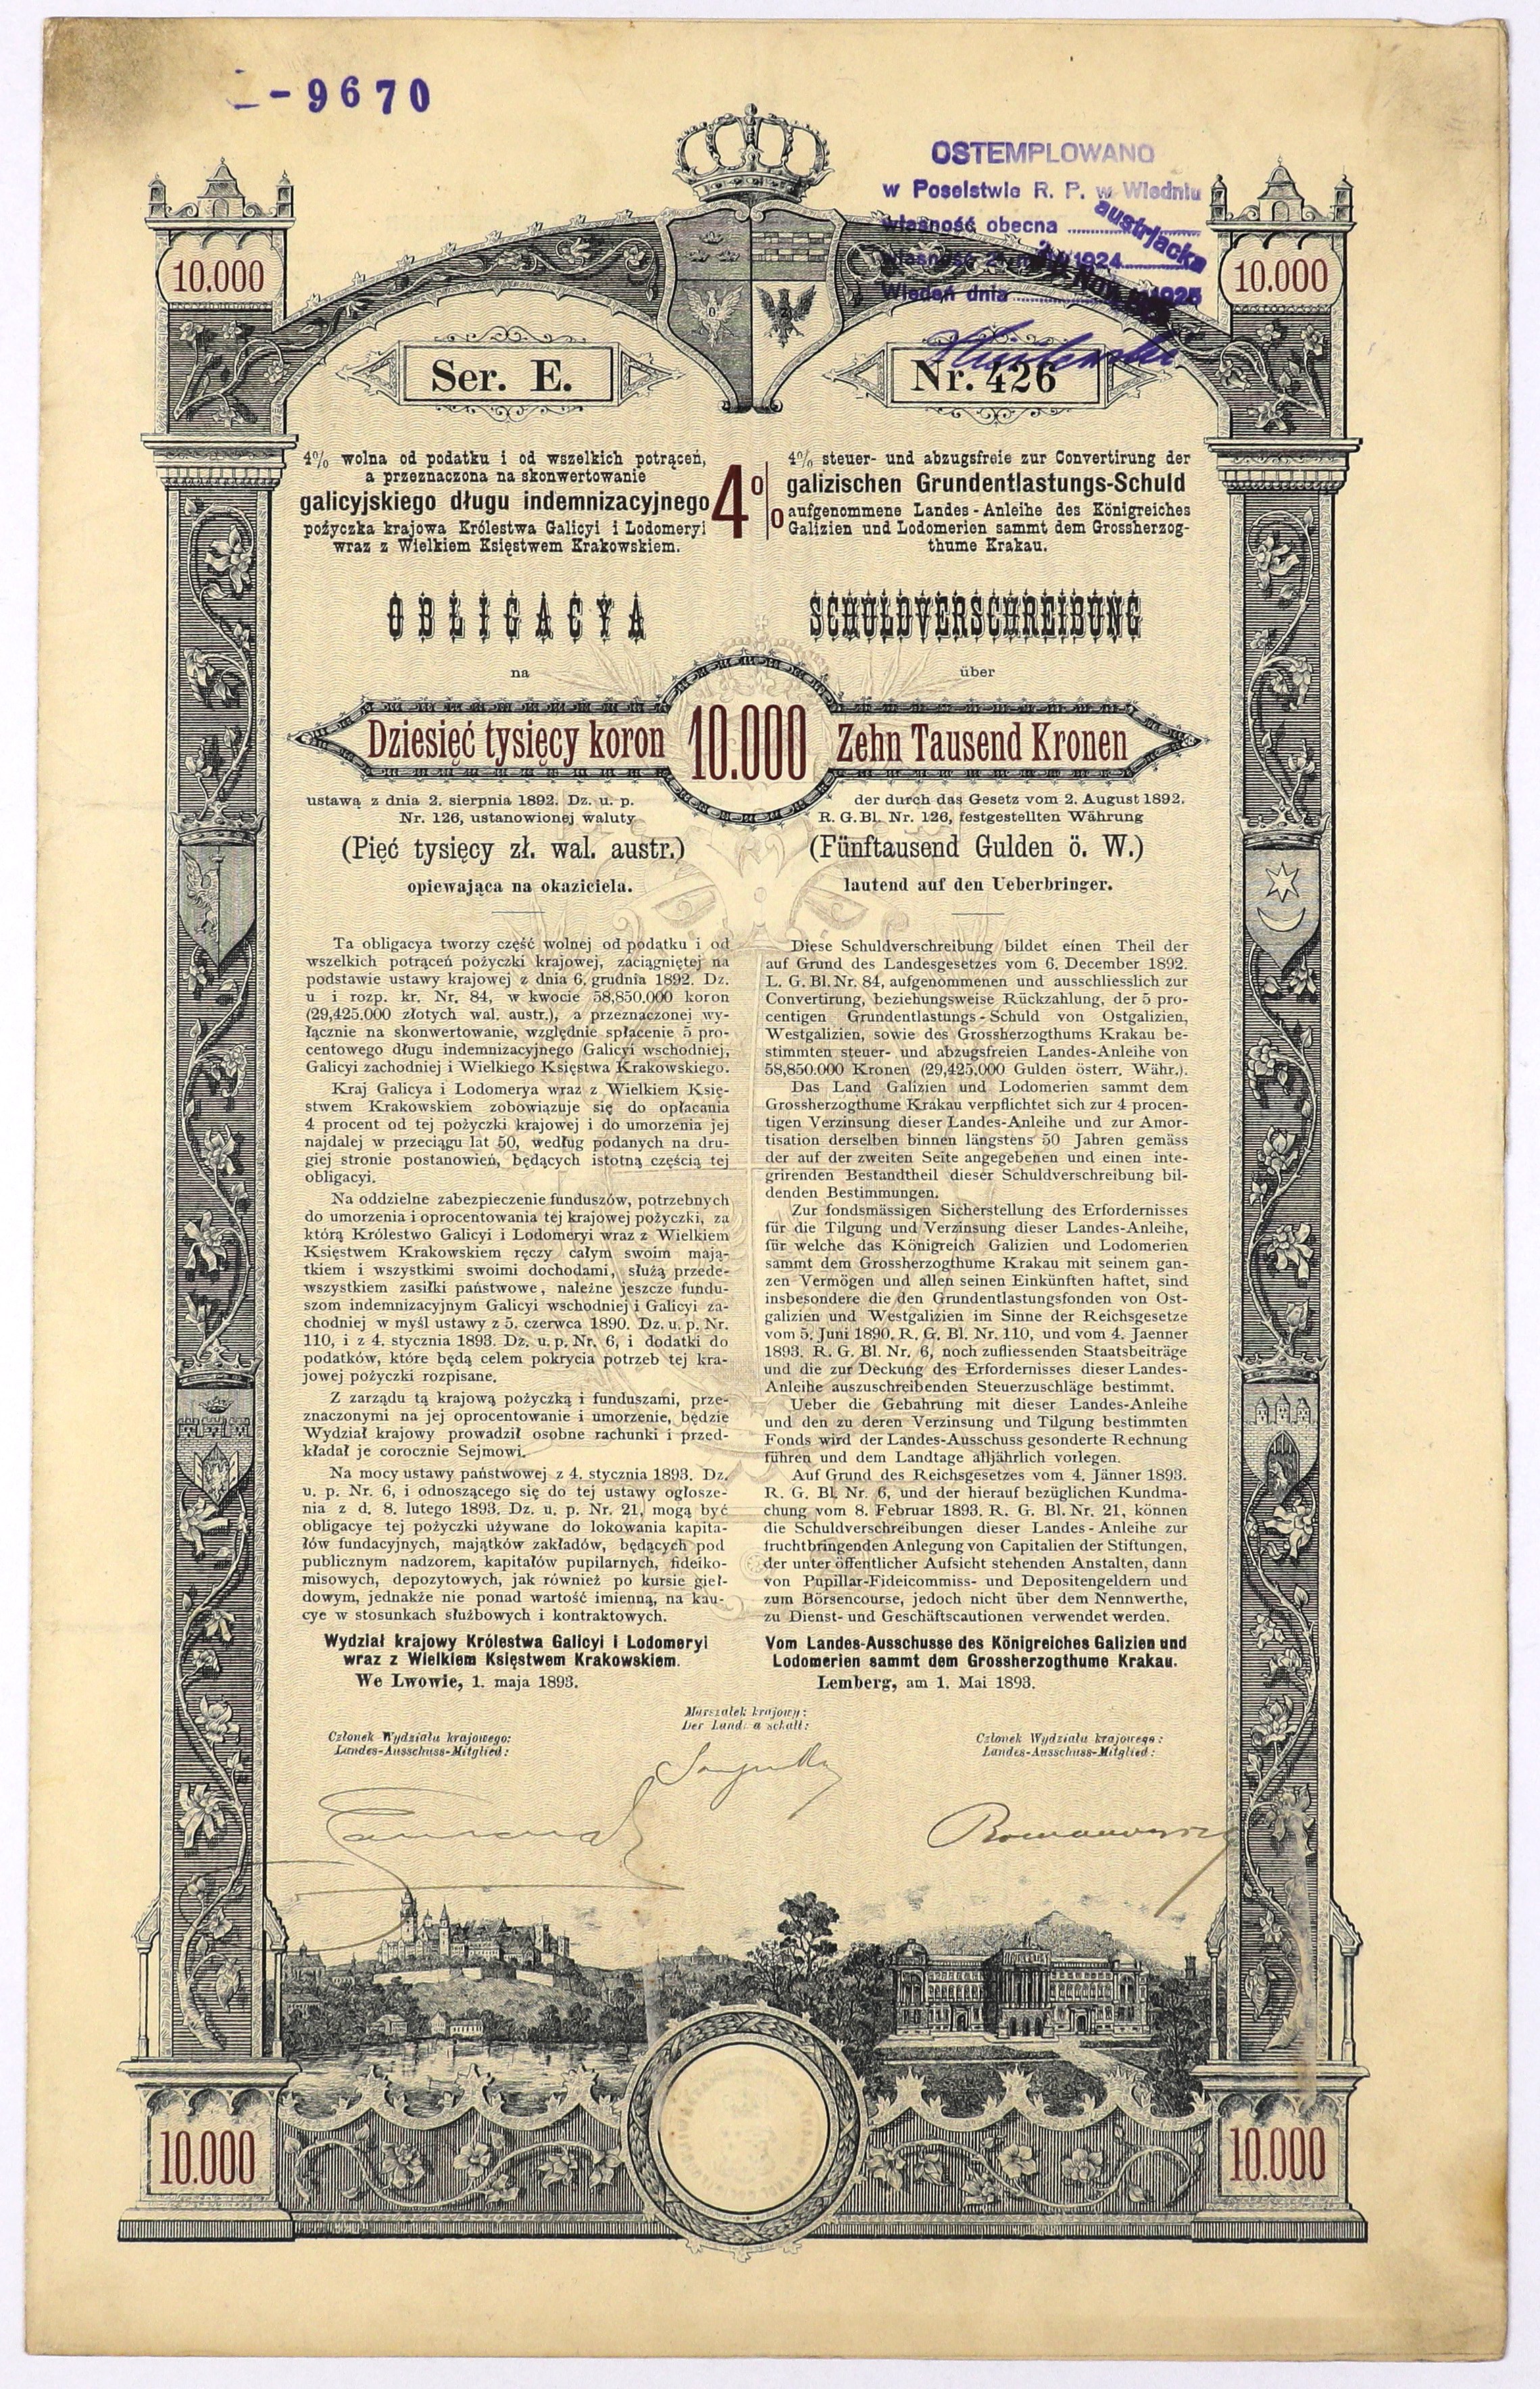 -9670
OSTEMPLOWANO
w Poselstwie R. P. w Wiedniu
własność obecna austrjacka
1924
Wiedeń dnia 1925
10.000
10.000
Ser. E.
Nr. 426
4% wolna od podatku i od wszelkich potrąceń,
a przeznaczona na skonwertowanie
galicyjskiego długu indemnizacyjnego
pożyczka krajowa Królestwa Galicyi i Lodomeryi
wraz z Wielkiem Księstwem Krakowskiem.
4%
4% steuer- und abzugsfreie zur Convertirung der
galizischen Grundentlastungs-Schuld
aufgenommene Landes-Anleihe des Königreiches
Galizien und Lodomerien sammt dem Grossherzog-
thume Krakau.
OBLIGACYA
na
SCHULDVERSCHREIBUNG
über
Dziesięć tysięcy koron
10.000
Zehn Tausend Kronen
ustawą z dnia 2. sierpnia 1892. Dz. u. p.
Nr. 126, ustanowionej waluty
(Pięć tysięcy zł. wal. austr.)
opiewająca na okaziciela.
der durch das Gesetz vom 2. August 1892.
R. G. Bl. Nr. 126, festgestellten Währung
(Fünftausend Gulden ö. W.)
lautend auf den Ueberbringer.
Ta obligacya tworzy część wolnej od podatku i od
wszelkich potrąceń pożyczki krajowej, zaciągniętej na
podstawie ustawy krajowej z dnia 6. grudnia 1892. Dz.
u i rozp. kr. Nr. 84, w kwocie 58,850.000 koron
(29,425.000 złotych wal. austr.), a przeznaczonej wy-
łącznie na skonwertowanie, względnie spłacenie 5 pro-
centowego długu indemnizacyjnego Galicyi wschodniej,
Galicyi zachodniej i Wielkiego Księstwa Krakowskiego.
Kraj Galicya i Lodomerya wraz z Wielkiem Księ-
stwem Krakowskiem zobowiązuje się do opłacania
4 procent od tej pożyczki krajowej i do umorzenia jej
najdalej w przeciągu lat 50, według podanych na dru-
giej stronie postanowień, będących istotną częścią tej
obligacyi.
Na oddzielne zabezpieczenie funduszów, potrzebnych
do umorzenia i oprocentowania tej krajowej pożyczki, za
którą Królestwo Galicyi i Lodomeryi wraz z Wielkiem
Księstwem Krakowskiem ręczy całym swoim mają-
tkiem i wszystkimi swoimi dochodami, służą przede-
wszystkiem zasiłki państwowe, należne jeszcze fundu-
szom indemnizacyjnym Galicyi wschodniej i Galicyi za-
chodniej w myśl ustawy z 5. czerwca 1890. Dz. u. p. Nr.
110, i z 4. stycznia 1893. Dz. u. p. Nr. 6, i dodatki do
podatków, które będą celem pokrycia potrzeb tej kra-
jowej pożyczki rozpisane.
Z zarządu tą krajową pożyczką i funduszami, prze-
znaczonymi na jej oprocentowanie i umorzenie, będzie
Wydział krajowy prowadził osobne rachunki i przed-
kładał je corocznie Sejmowi.
Na mocy ustawy państwowej z 4. stycznia 1893. Dz.
u. p. Nr. 6, i odnoszącego się do tej ustawy ogłosze-
nia z d. 8. lutego 1893. Dz. u. p. Nr. 21, mogą być
obligacye tej pożyczki używane do lokowania kapita-
łów fundacyjnych, majątków zakładów, będących pod
publicznym nadzorem, kapitałów pupilarnych, fideiko-
misowych, depozytowych, jak również po kursie gieł-
dowym, jednakże nie ponad wartość imienną, na kau-
cye w stosunkach służbowych i kontraktowych.
Wydział krajowy Królestwa Galicyi i Lodomeryi
wraz z Wielkiem Księstwem Krakowskiem.
We Lwowie, 1. maja 1893.
Diese Schuldverschreibung bildet einen Theil der
auf Grund des Landesgesetzes vom 6. December 1892.
L. G. Bl. Nr. 84, aufgenommenen und ausschliesslich zur
Convertirung, beziehungsweise Rückzahlung, der 5 pro-
centigen Grundentlastungs-Schuld von Ostgalizien,
Westgalizien, sowie des Grossherzogthums Krakau be-
stimmten steuer- und abzugsfreien Landes-Anleihe von
58,850.000 Kronen (29,425.000 Gulden österr. Währ.).
Das Land Galizien und Lodomerien sammt dem
Grossherzogthume Krakau verpflichtet sich zur 4 procen-
tigen Verzinsung dieser Landes-Anleihe und zur Amor-
tisation derselben binnen längstens 50 Jahren gemäss
der auf der zweiten Seite angegebenen und einen inte-
grirenden Bestandtheil dieser Schuldverschreibung bil-
denden Bestimmungen.
Zur fondsmässigen Sicherstellung des Erfordernisses
für die Tilgung und Verzinsung dieser Landes-Anleihe,
für welche das Königreich Galizien und Lodomerien
sammt dem Grossherzogthume Krakau mit seinem gan-
zen Vermögen und allen seinen Einkünften haftet, sind
insbesondere die den Grundentlastungsfonden von Ost-
galizien und Westgalizien im Sinne der Reichsgesetze
vom 5. Juni 1890. R. G. Bl. Nr. 110, und vom 4. Jaenner
1893. R. G. Bl. Nr. 6, noch zufliessenden Staatsbeiträge
und die zur Deckung des Erfordernisses dieser Landes-
Anleihe auszuschreibenden Steuerzuschläge bestimmt.
Ueber die Gebahrung mit dieser Landes-Anleihe
und den zu deren Verzinsung und Tilgung bestimmten
Fonds wird der Landes-Ausschuss gesonderte Rechnung
führen und dem Landtage alljährlich vorlegen.
Auf Grund des Reichsgesetzes vom 4. Jänner 1893.
R. G. Bl. Nr. 6, und der hierauf bezüglichen Kundma-
chung vom 8. Februar 1893. R. G. Bl. Nr. 21, können
die Schuldverschreibungen dieser Landes-Anleihe zur
fruchtbringenden Anlegung von Capitalien der Stiftungen,
der unter öffentlicher Aufsicht stehenden Anstalten, dann
von Pupillar-Fideicommiss- und Depositengeldern und
zum Börsencourse, jedoch nicht über dem Nennwerthe,
zu Dienst- und Geschäftscautionen verwendet werden.
Vom Landes-Ausschusse des Königreiches Galizien und
Lodomerien sammt dem Grossherzogthume Krakau.
Lemberg, am 1. Mai 1893.
Marszałek krajowy:
Członek Wydziału krajowego:
Landes-Ausschuss-Mitglied:
Członek Wydziału krajowego:
Landes-Ausschuss-Mitglied:
Romanowicz
10.000
10.000